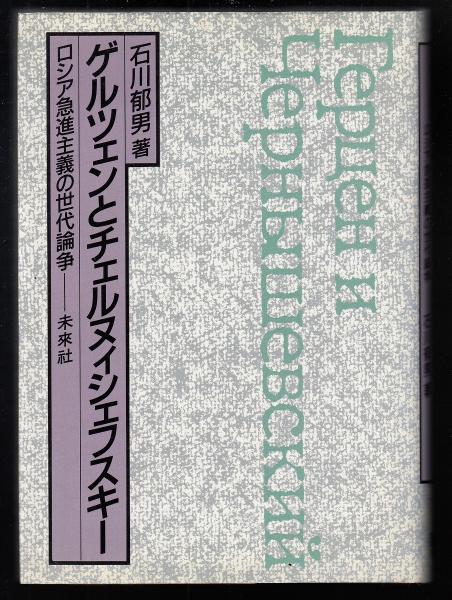 Герцен и
Чернышевский
石川郁男 著
ゲルツェンとチェルヌィシェフスキー
ロシア急進主義の世代論争——未來社